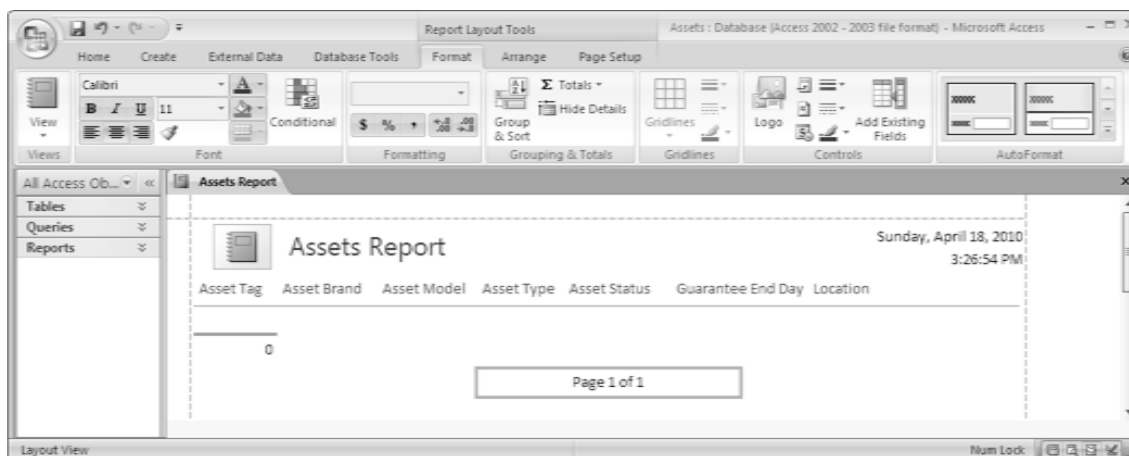 Report Layout Tools
Assets : Database (Access 2002 - 2003 file format) - Microsoft Access
Home Create External Data Database Tools Format Arrange Page Setup
View
Views
Calibri
B I U 11
Font
Conditional
$ % ,
Formatting
Group & Sort
Σ Totals
Hide Details
Grouping & Totals
Gridlines
Gridlines
Logo
Add Existing Fields
Controls
XXXXX XXXXX
AutoFormat
All Access Ob...
Tables
Queries
Reports
Assets Report
Assets Report
Sunday, April 18, 2010
3:26:54 PM
Asset Tag Asset Brand Asset Model Asset Type Asset Status Guarantee End Day Location
0
Page 1 of 1
Layout View
Num Lock